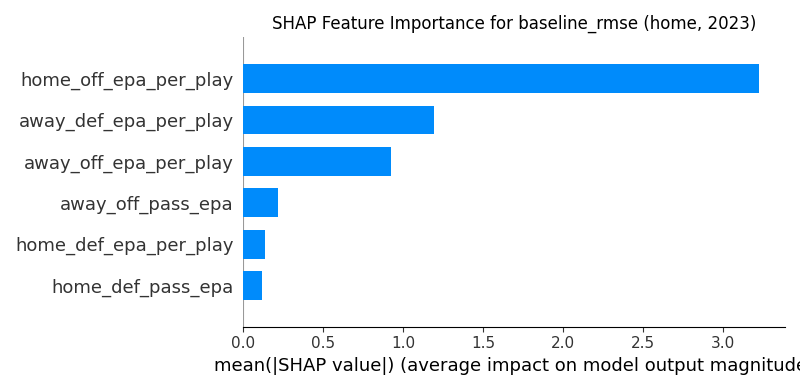 SHAP Feature Importance for baseline_rmse (home, 2023)
home_off_epa_per_play
away_def_epa_per_play
away_off_epa_per_play
away_off_pass_epa
home_def_epa_per_play
home_def_pass_epa
0.0 0.5 1.0 1.5 2.0 2.5 3.0
mean(|SHAP value|) (average impact on model output magnitude